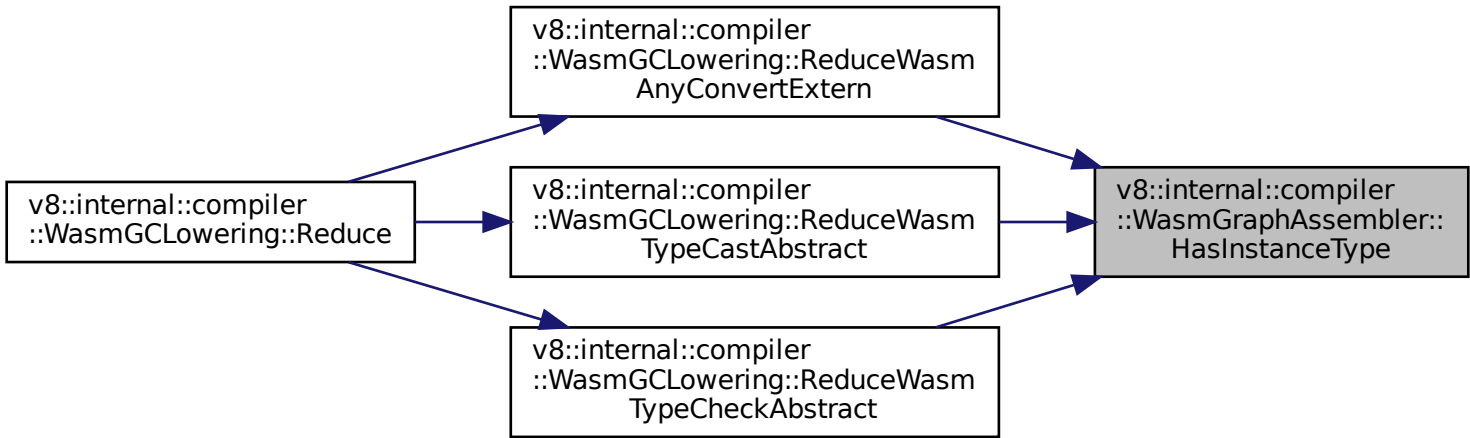 v8::internal::compiler
::WasmGCLowering::ReduceWasm
AnyConvertExtern
v8::internal::compiler
::WasmGCLowering::Reduce
v8::internal::compiler
::WasmGCLowering::ReduceWasm
TypeCastAbstract
v8::internal::compiler
::WasmGraphAssembler::
HasInstanceType
v8::internal::compiler
::WasmGCLowering::ReduceWasm
TypeCheckAbstract